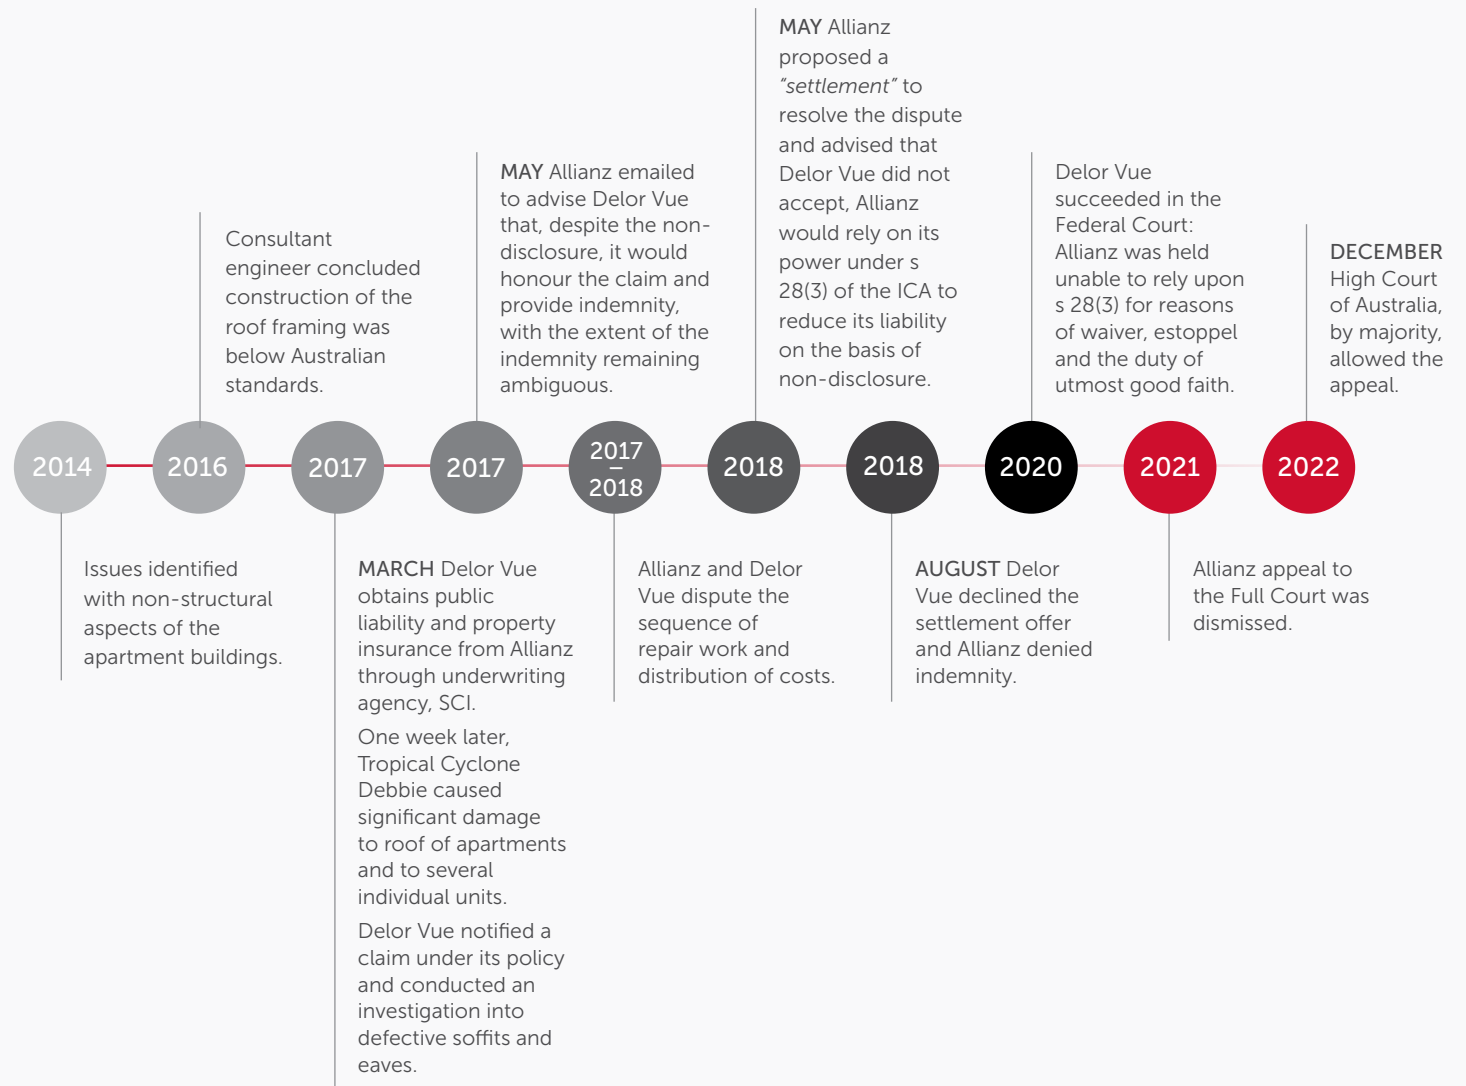 2014
Issues identified
with non-structural
aspects of the
apartment buildings.
2016
Consultant
engineer concluded
construction of the
roof framing was
below Australian
standards.
2017
MARCH Delor Vue
obtains public
liability and property
insurance from Allianz
through underwriting
agency, SCI.
One week later,
Tropical Cyclone
Debbie caused
significant damage
to roof of apartments
and to several
individual units.
Delor Vue notified a
claim under its policy
and conducted an
investigation into
defective soffits and
eaves.
2017
MAY Allianz emailed
to advise Delor Vue
that, despite the non-
disclosure, it would
honour the claim and
provide indemnity,
with the extent of the
indemnity remaining
ambiguous.
2017
–
2018
Allianz and Delor
Vue dispute the
sequence of
repair work and
distribution of costs.
2018
MAY Allianz
proposed a
“settlement” to
resolve the dispute
and advised that
Delor Vue did not
accept, Allianz
would rely on its
power under s
28(3) of the ICA to
reduce its liability
on the basis of
non-disclosure.
2018
AUGUST Delor
Vue declined the
settlement offer
and Allianz denied
indemnity.
2020
Delor Vue
succeeded in the
Federal Court:
Allianz was held
unable to rely upon
s 28(3) for reasons
of waiver, estoppel
and the duty of
utmost good faith.
2021
Allianz appeal to
the Full Court was
dismissed.
2022
DECEMBER
High Court
of Australia,
by majority,
allowed the
appeal.